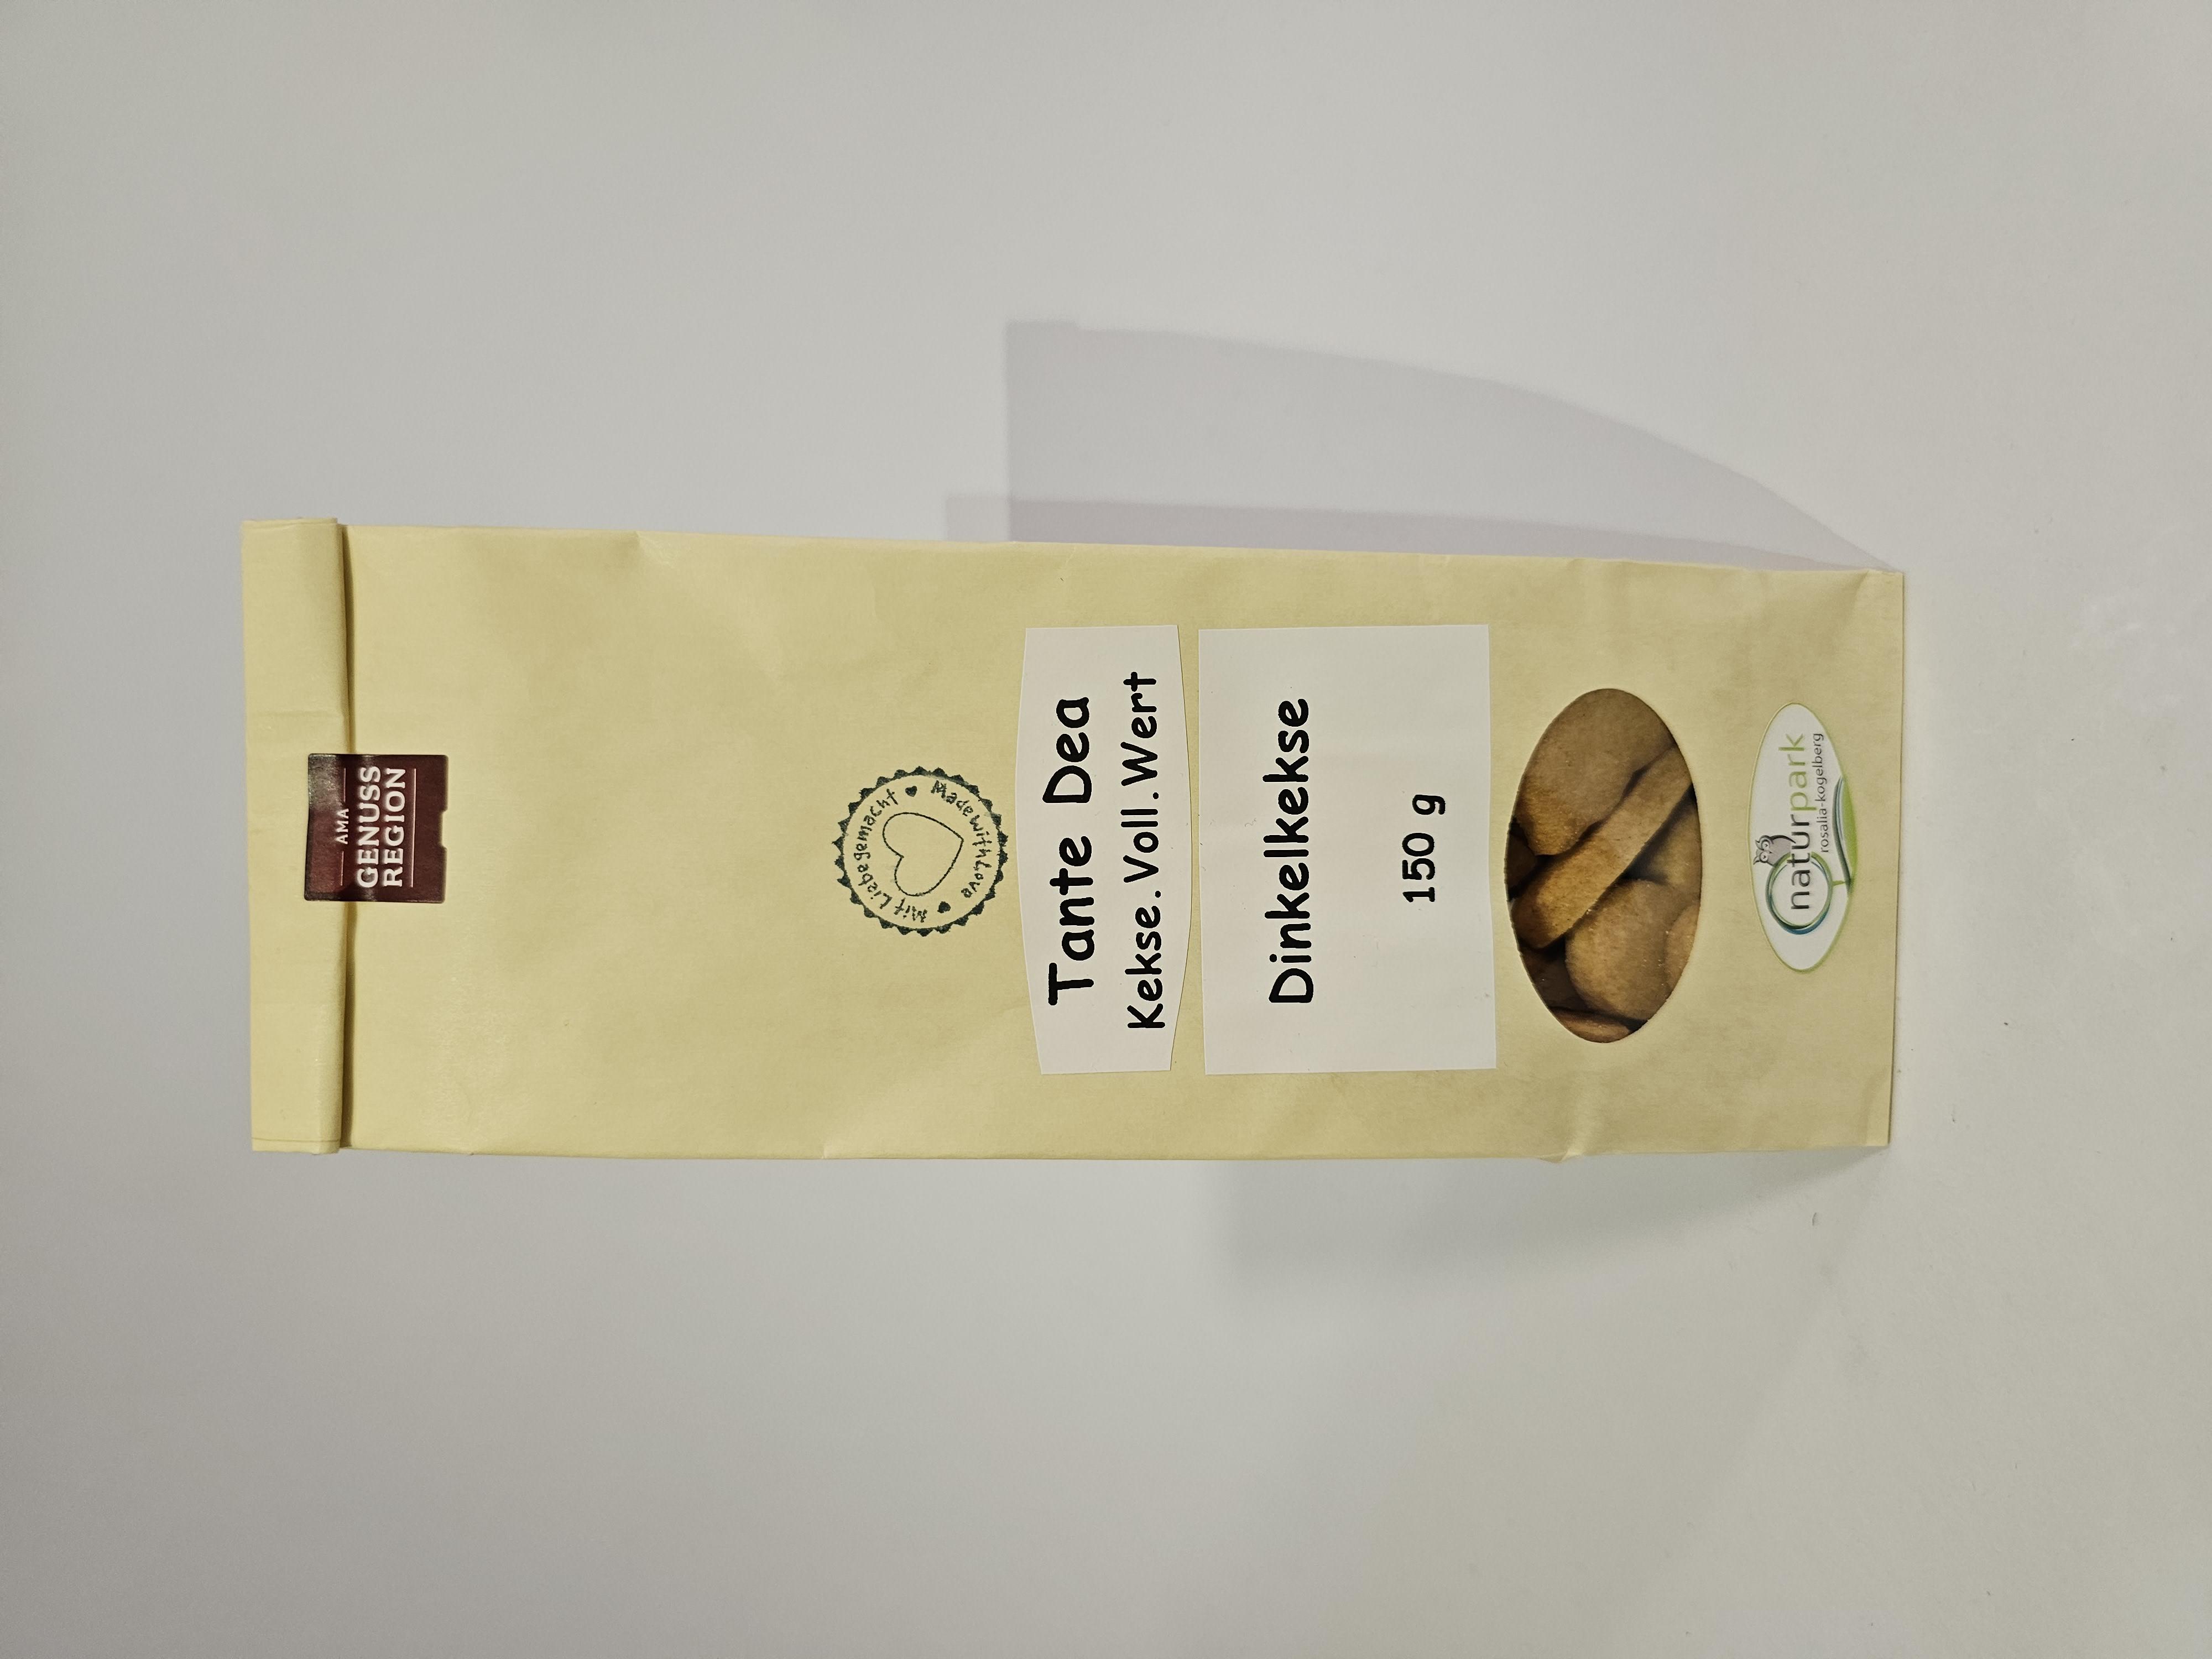 AMA
GENUSS
REGION
Mit Liebe gemacht
Made with Love
Tante Dea
Kekse.Voll.Wert
Dinkelkekse
150 g
naturpark
rosalia-kogelberg